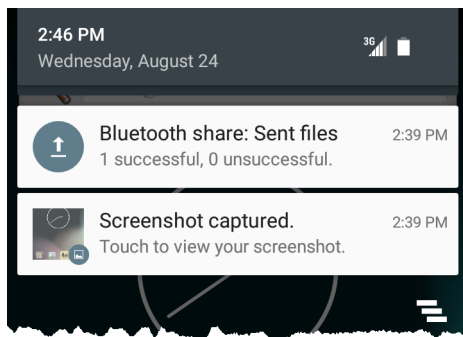 2:46 PM
Wednesday, August 24
3G
Bluetooth share: Sent files
2:39 PM
1 successful, 0 unsuccessful.
Screenshot captured.
2:39 PM
Touch to view your screenshot.